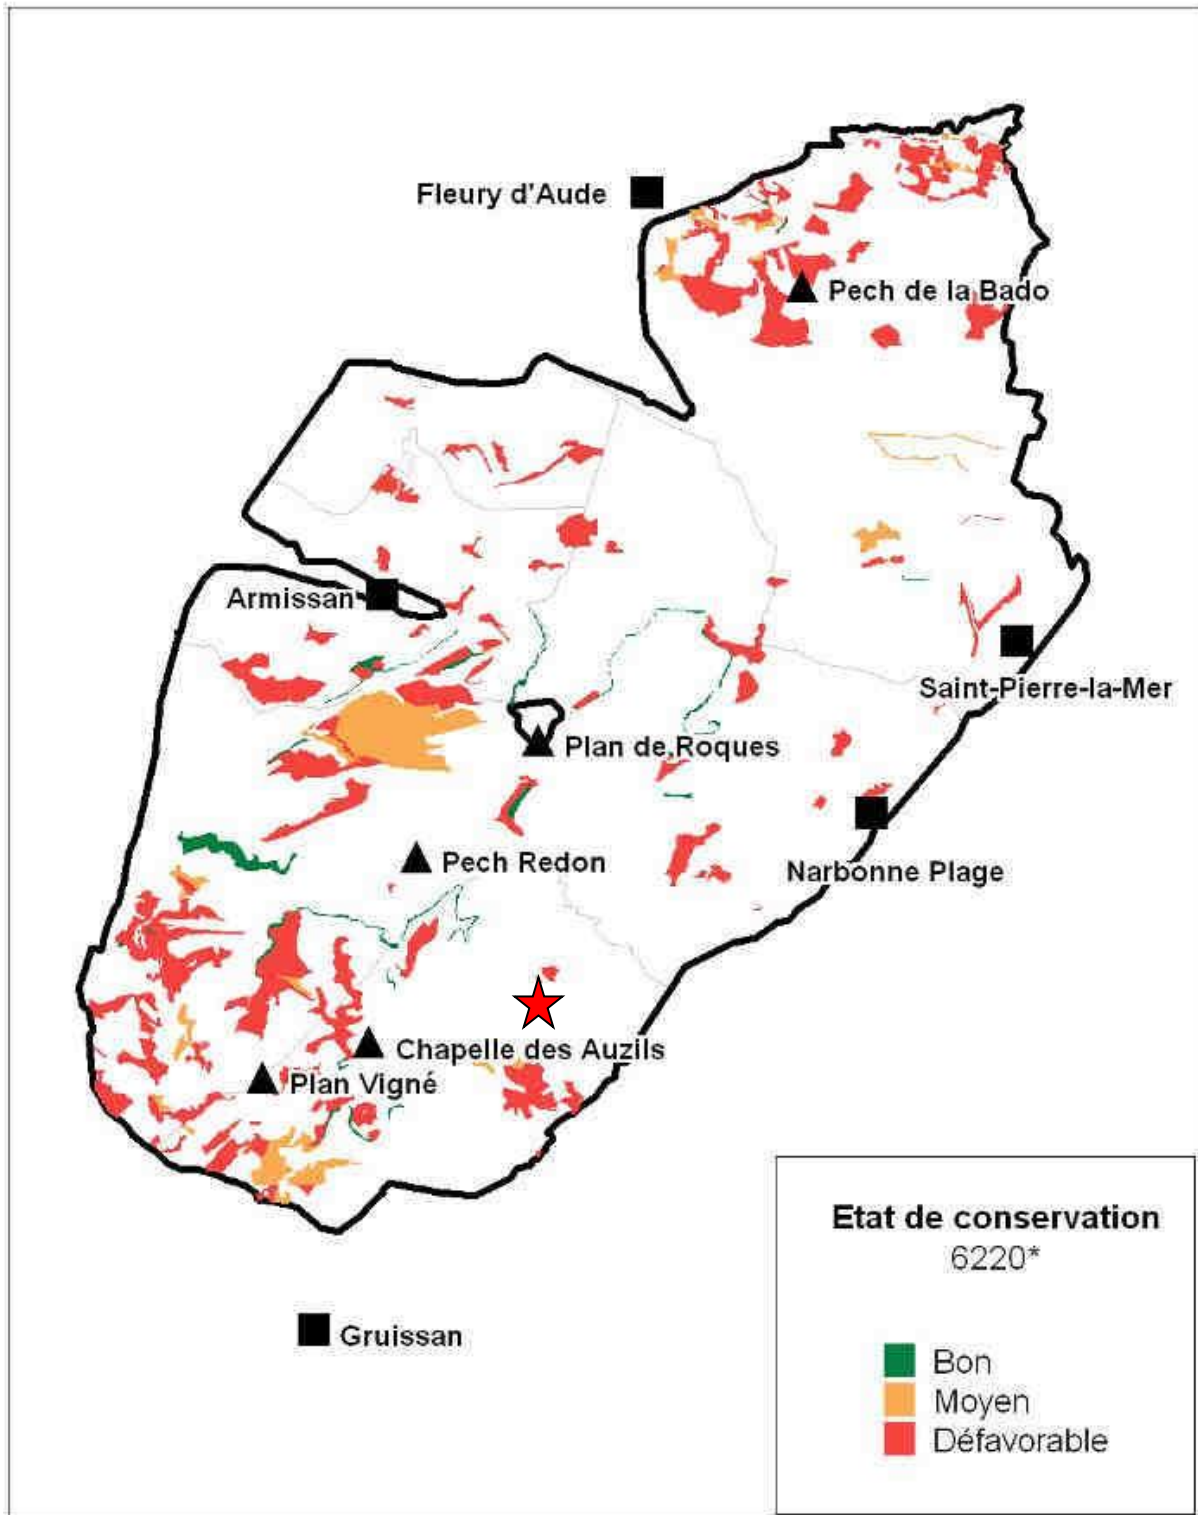 Fleury d'Aude
Pech de la Bado
Armissan
Saint-Pierre-la-Mer
Plan de Roques
Pech Redon
Narbonne Plage
Chapelle des Auzils
Plan Vigné
Etat de conservation
6220*
Gruissan
Bon
Moyen
Défavorable